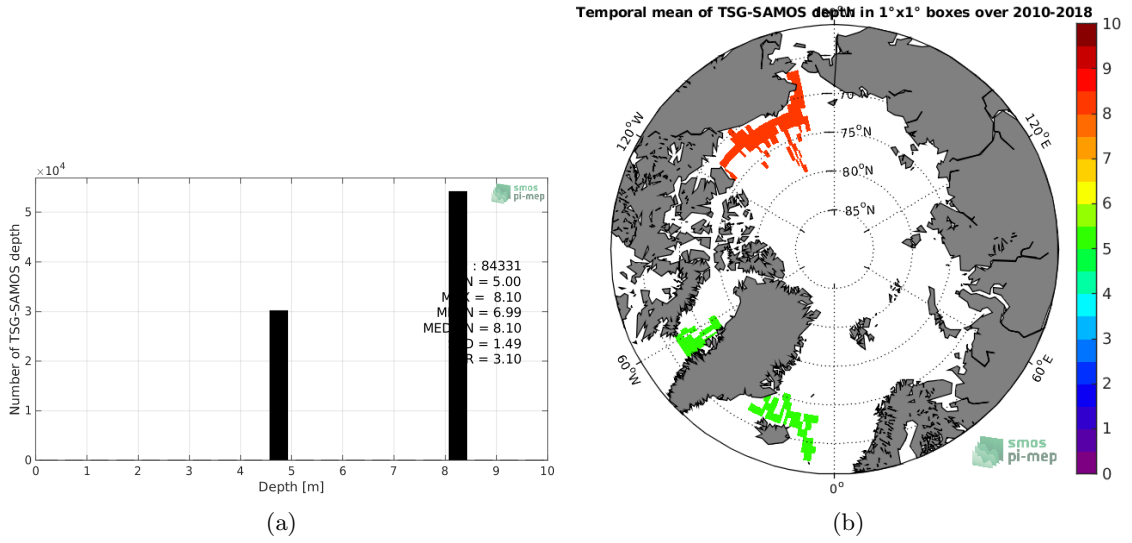 Temporal mean of TSG-SAMOS depth in 1°x1° boxes over 2010-2018
×10⁴
smos
pi-mep
5
4
3
2
1
0
Number of TSG-SAMOS depth
: 84331
= 5.00
= 8.10
= 6.99
= 8.10
= 1.49
= 3.10
0 1 2 3 4 5 6 7 8 9 10
Depth [m]
(a)
120°W
60°W
0°
60°E
120°E
70°N
75°N
80°N
85°N
10
9
8
7
6
5
4
3
2
1
0
smos
pi-mep
(b)